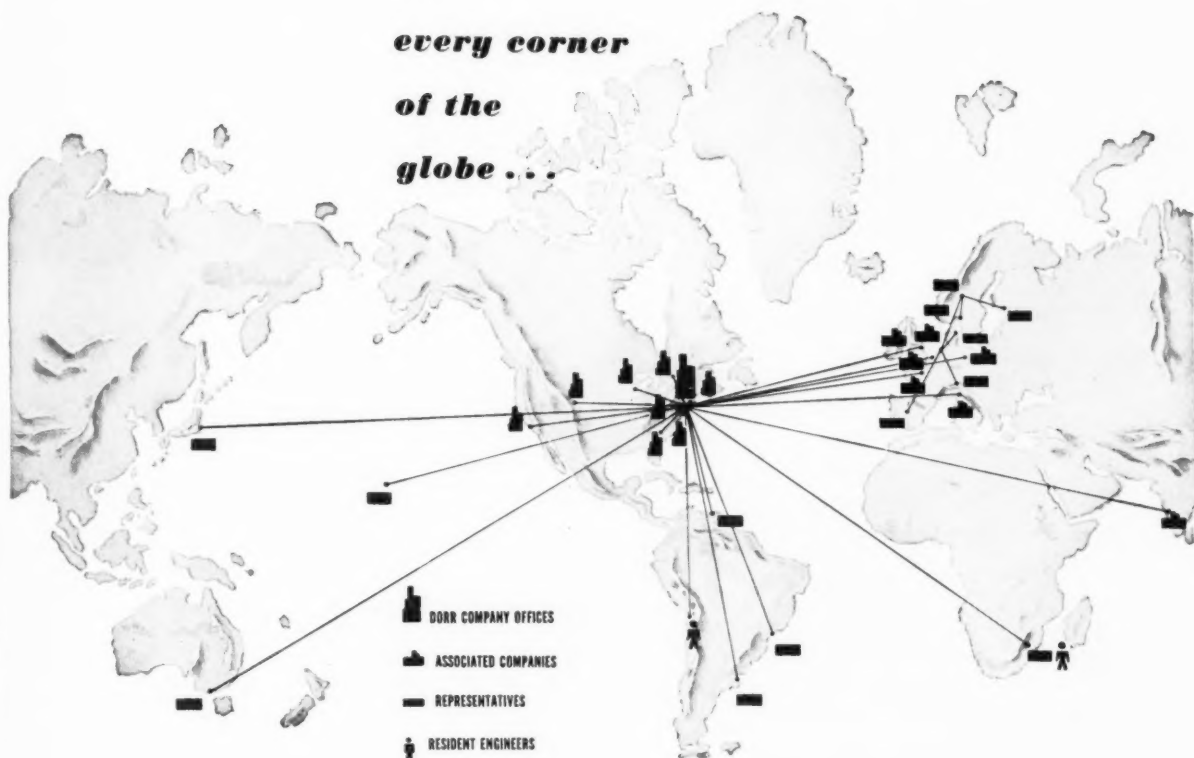 every corner
of the
globe...
DORR COMPANY OFFICES
ASSOCIATED COMPANIES
REPRESENTATIVES
RESIDENT ENGINEERS